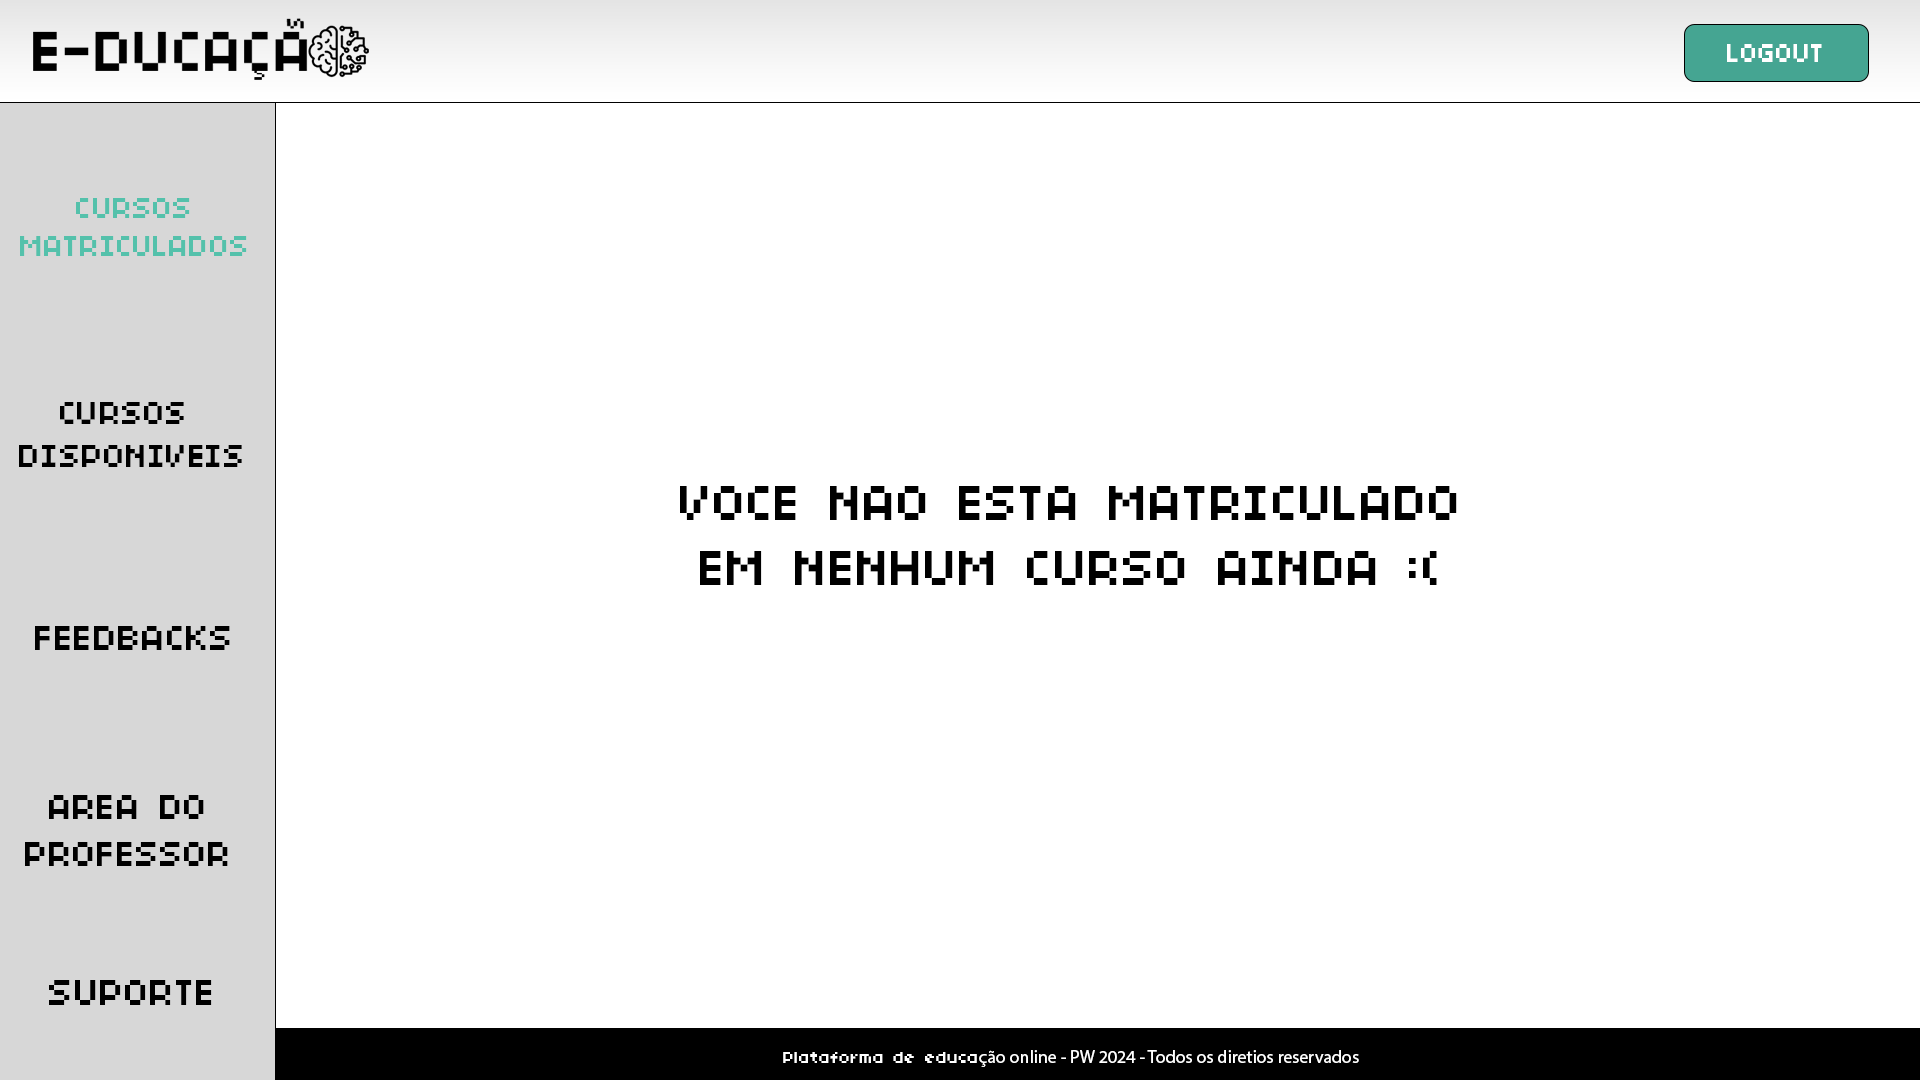 E-DUCAÇÃ
LOGOUT
CURSOS
MATRICULADOS
CURSOS
DISPONIVEIS
FEEDBACKS
AREA DO
PROFESSOR
SUPORTE
VOCE NAO ESTA MATRICULADO
EM NENHUM CURSO AINDA :(
Plataforma de educação online - PW 2024 - Todos os diretios reservados